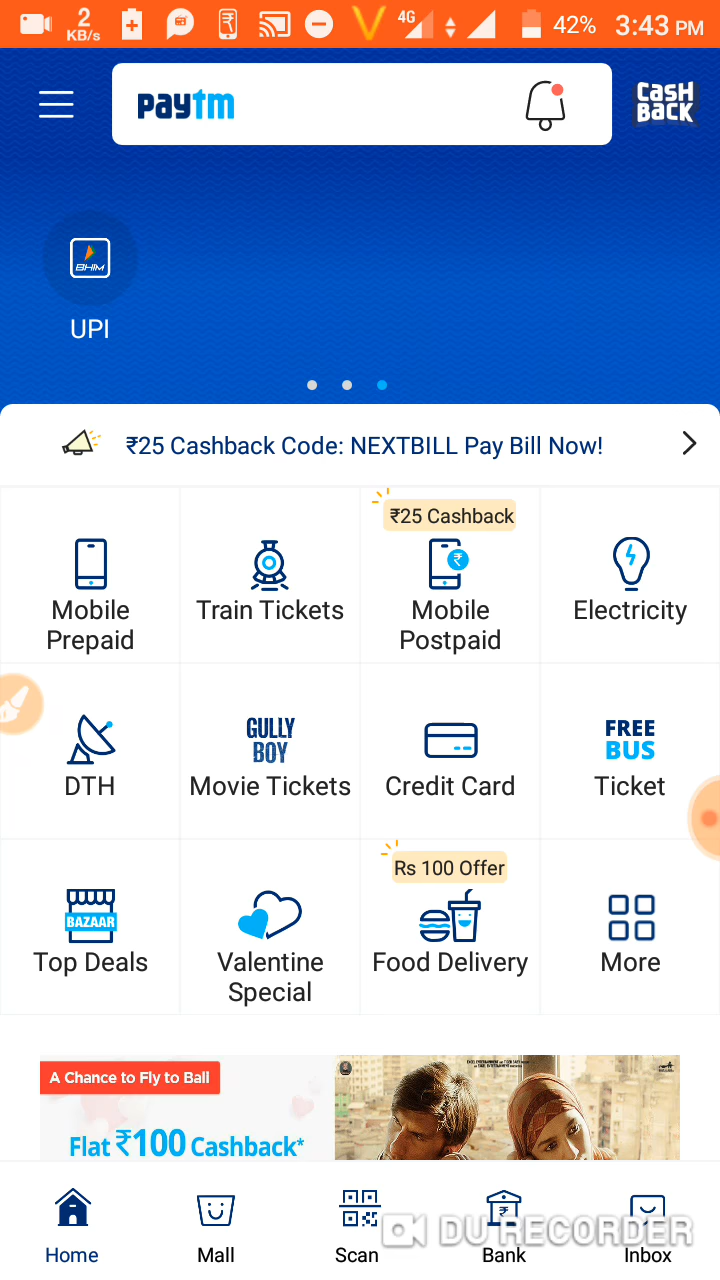 2
KB/s
4G
42%
3:43 PM
paytm
CASH
BACK
BHIM
UPI
₹25 Cashback Code: NEXTBILL Pay Bill Now!
₹25 Cashback
Mobile
Prepaid
Train Tickets
Mobile
Postpaid
Electricity
GULLY
BOY
FREE
BUS
DTH
Movie Tickets
Credit Card
Ticket
Rs 100 Offer
BAZAAR
Top Deals
Valentine
Special
Food Delivery
More
A Chance to Fly to Bali
Flat ₹100 Cashback*
Home
Mall
Scan
Bank
Inbox
DU RECORDER